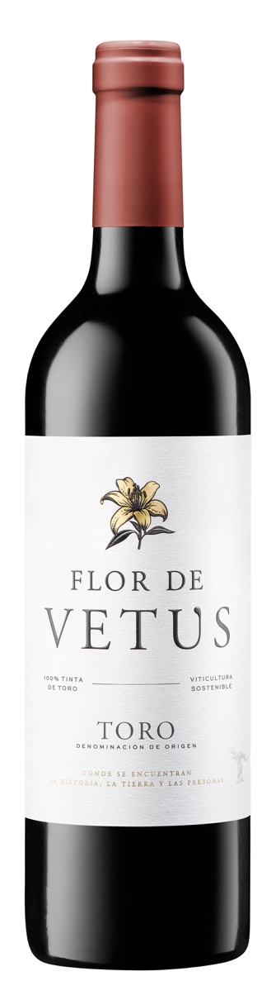 FLOR DE
VETUS
100% TINTA
DE TORO
VITICULTURA
SOSTENIBLE
TORO
DENOMINACIÓN DE ORIGEN
DONDE SE ENCUENTRAN
LA HISTORIA, LA TIERRA Y LAS PERSONAS